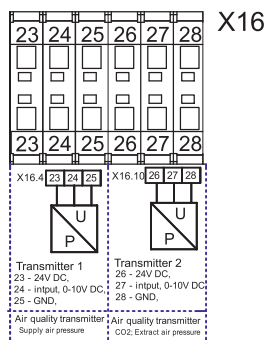 X16
23 24 25 26 27 28
23 24 25 26 27 28
X16.4 23 24 25
X16.10 26 27 28
U
P
U
P
Transmitter 1
23 - 24V DC,
24 - intput, 0-10V DC,
25 - GND,
Transmitter 2
26 - 24V DC,
27 - intput, 0-10V DC,
28 - GND,
Air quality transmitter
Supply air pressure
Air quality transmitter
CO2; Extract air pressure